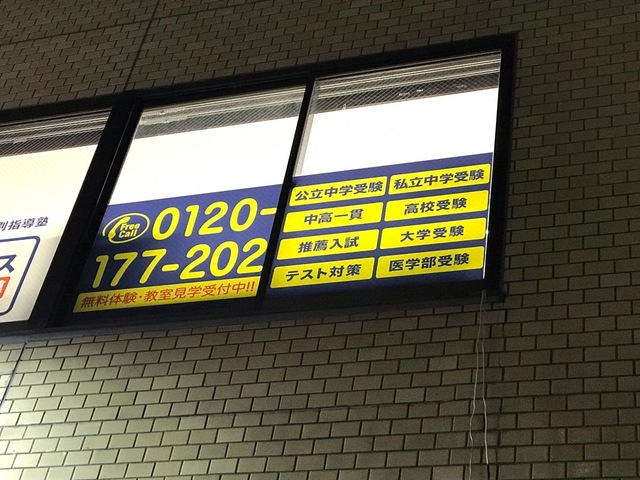 別指導塾
ス
Free Call
0120-
177-202
無料体験・教室見学受付中!!
公立中学受験
私立中学受験
中高一貫
高校受験
推薦入試
大学受験
テスト対策
医学部受験